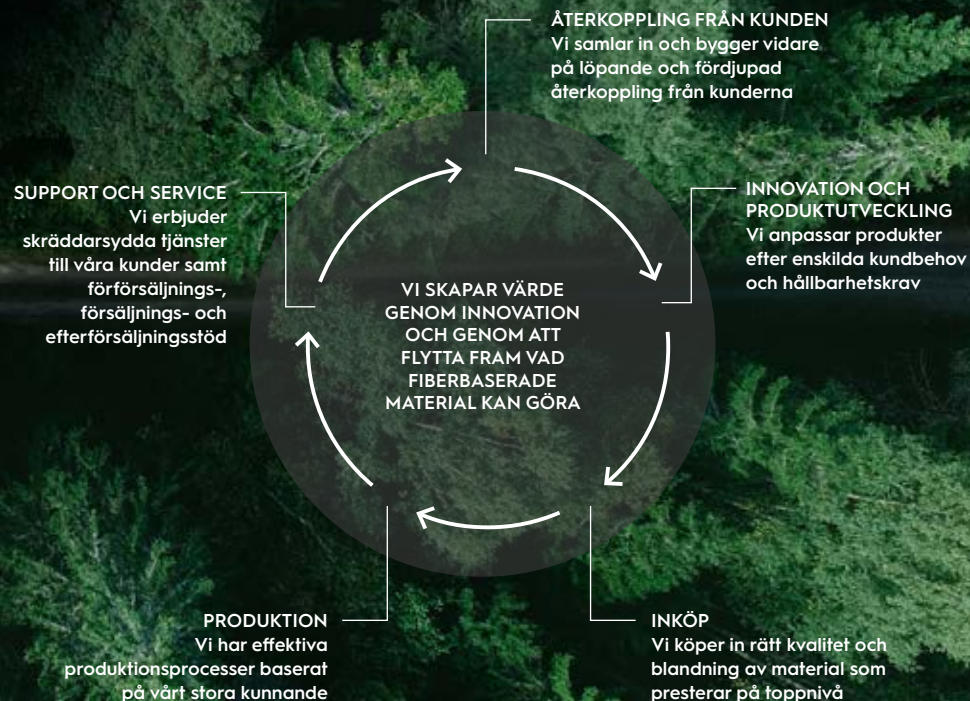 ÅTERKOPPLING FRÅN KUNDEN
Vi samlar in och bygger vidare
på löpande och fördjupad
återkoppling från kunderna
INNOVATION OCH
PRODUKTUTVECKLING
Vi anpassar produkter
efter enskilda kundbehov
och hållbarhetskrav
INKÖP
Vi köper in rätt kvalitet och
blandning av material som
presterar på toppnivå
PRODUKTION
Vi har effektiva
produktionsprocesser baserat
på vårt stora kunnande
SUPPORT OCH SERVICE
Vi erbjuder
skräddarsydda tjänster
till våra kunder samt
förförsäljnings-,
försäljnings- och
efterförsäljningsstöd
VI SKAPAR VÄRDE
GENOM INNOVATION
OCH GENOM ATT
FLYTTA FRAM VAD
FIBERBASERADE
MATERIAL KAN GÖRA